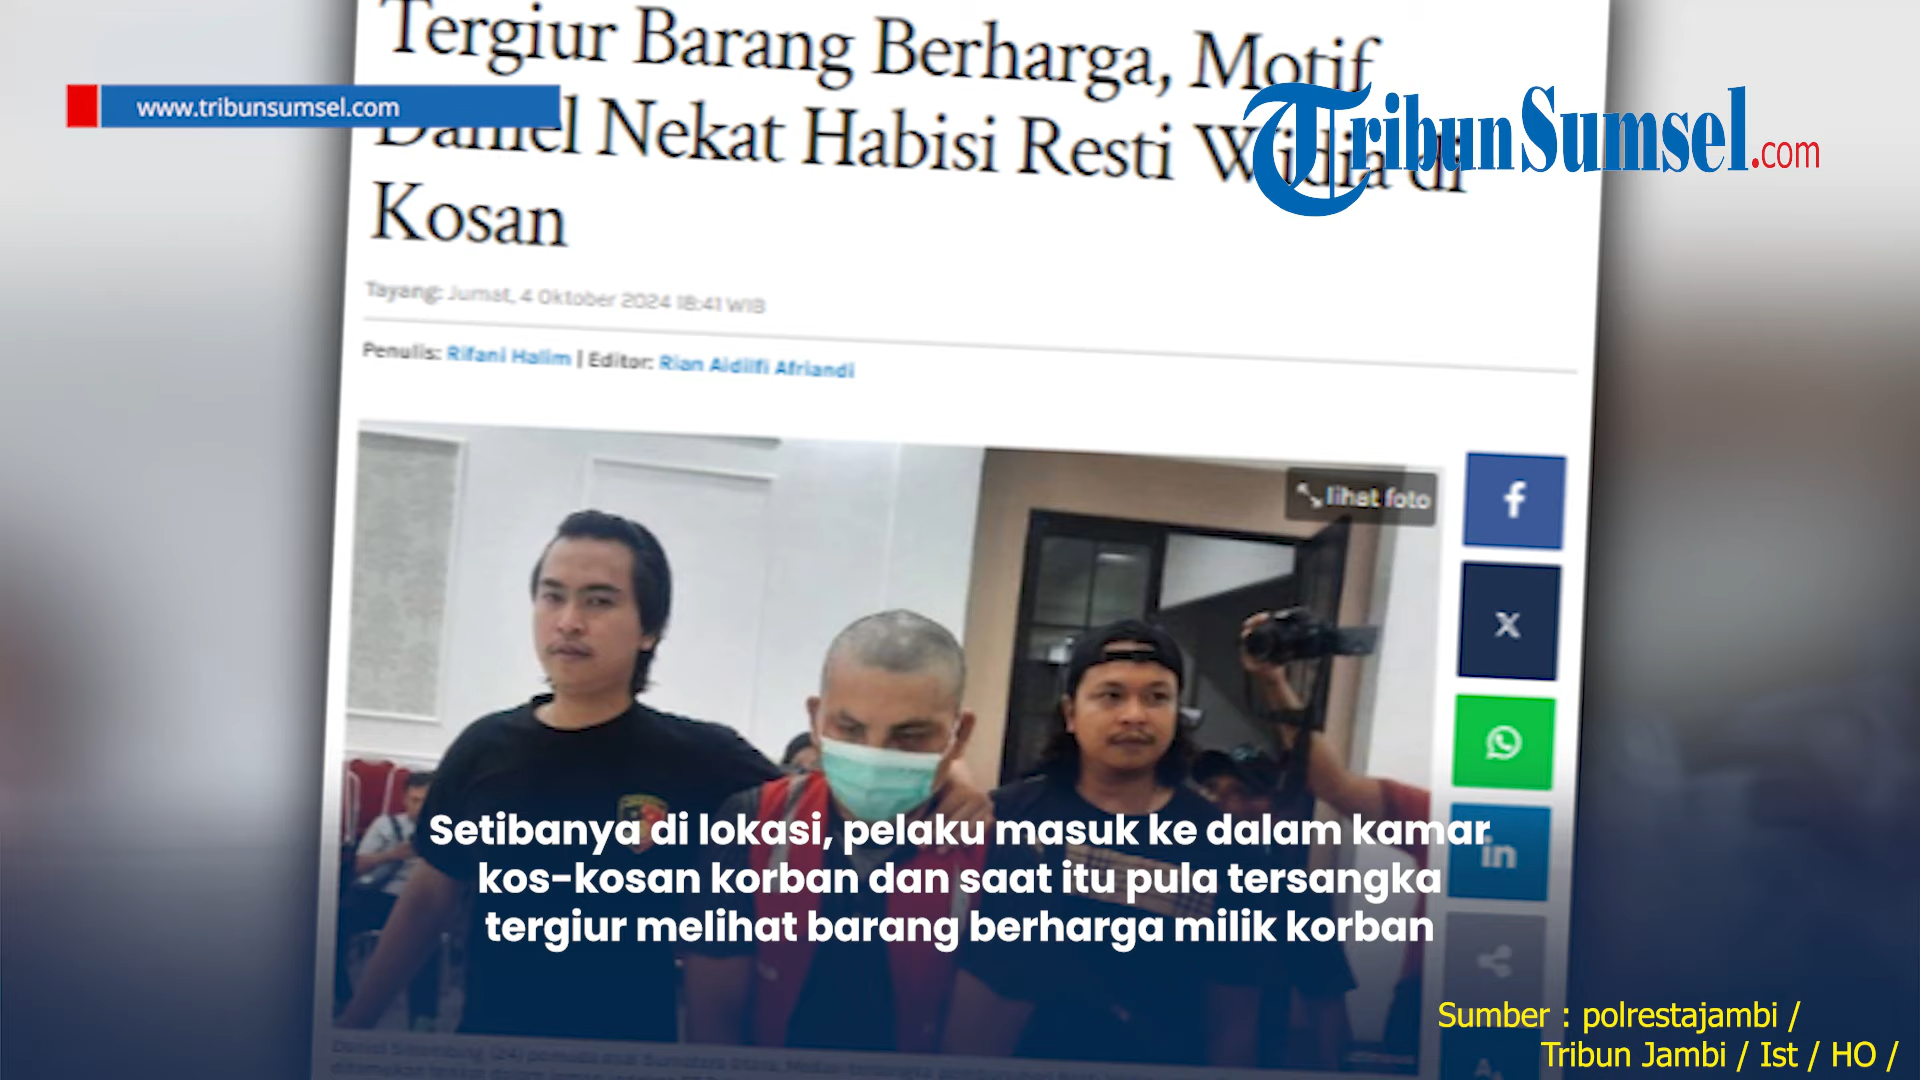 Tergiur Barang Berharga, Motif
www.tribunsumsel.com
TribunSumsel.com
Daniel Nekat Habisi Resti Widia di
Kosan
Tayang: Jumat, 4 Oktober 2024 18:41 WIB
Penulis: Rifani Halim | Editor: Rian Aidilfi Afriandi
lihat foto
Setibanya di lokasi, pelaku masuk ke dalam kamar
kos-kosan korban dan saat itu pula tersangka
tergiur melihat barang berharga milik korban
Sumber : polrestajambi /
Tribun Jambi / Ist / HO /